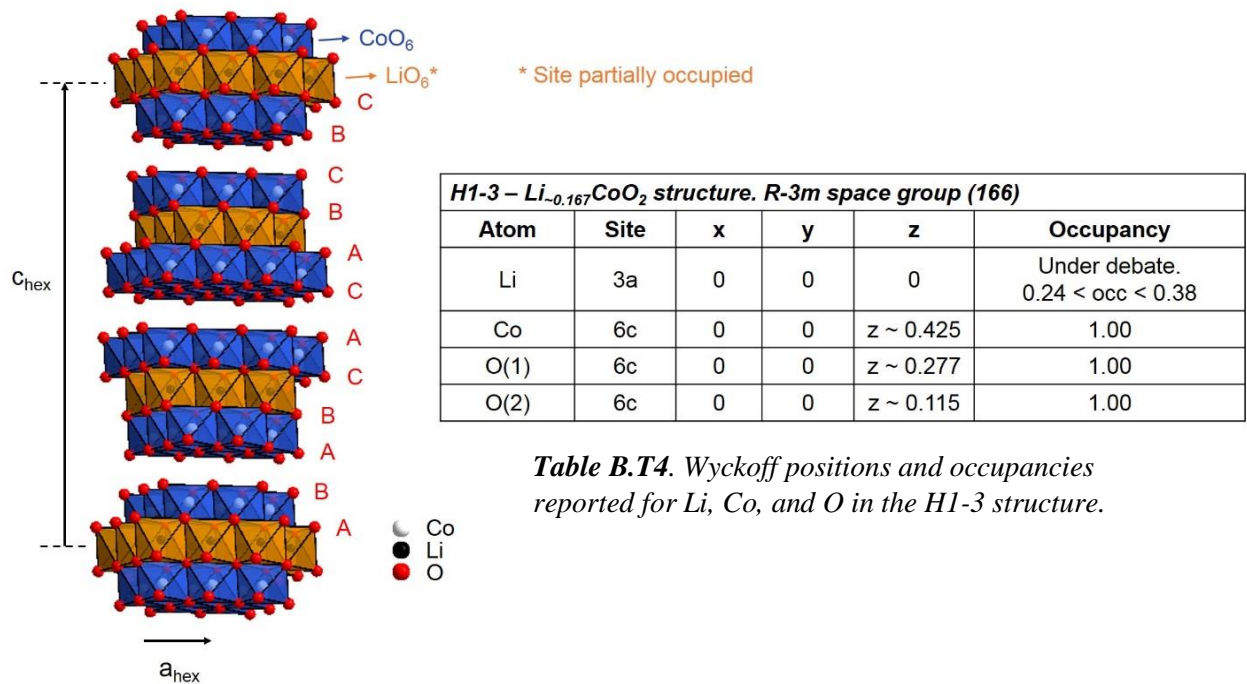 CoO₆
LiO₆* * Site partially occupied
C
B
C
B
A
C
A
C
B
A
B
A
c_hex
a_hex
Co
Li
O
H1-3 – Li~0.167CoO₂ structure. R-3m space group (166)
Atom Site x y z Occupancy
Li 3a 0 0 0 Under debate.
0.24 < occ < 0.38
Co 6c 0 0 z ~ 0.425 1.00
O(1) 6c 0 0 z ~ 0.277 1.00
O(2) 6c 0 0 z ~ 0.115 1.00
Table B.T4. Wyckoff positions and occupancies
reported for Li, Co, and O in the H1-3 structure.